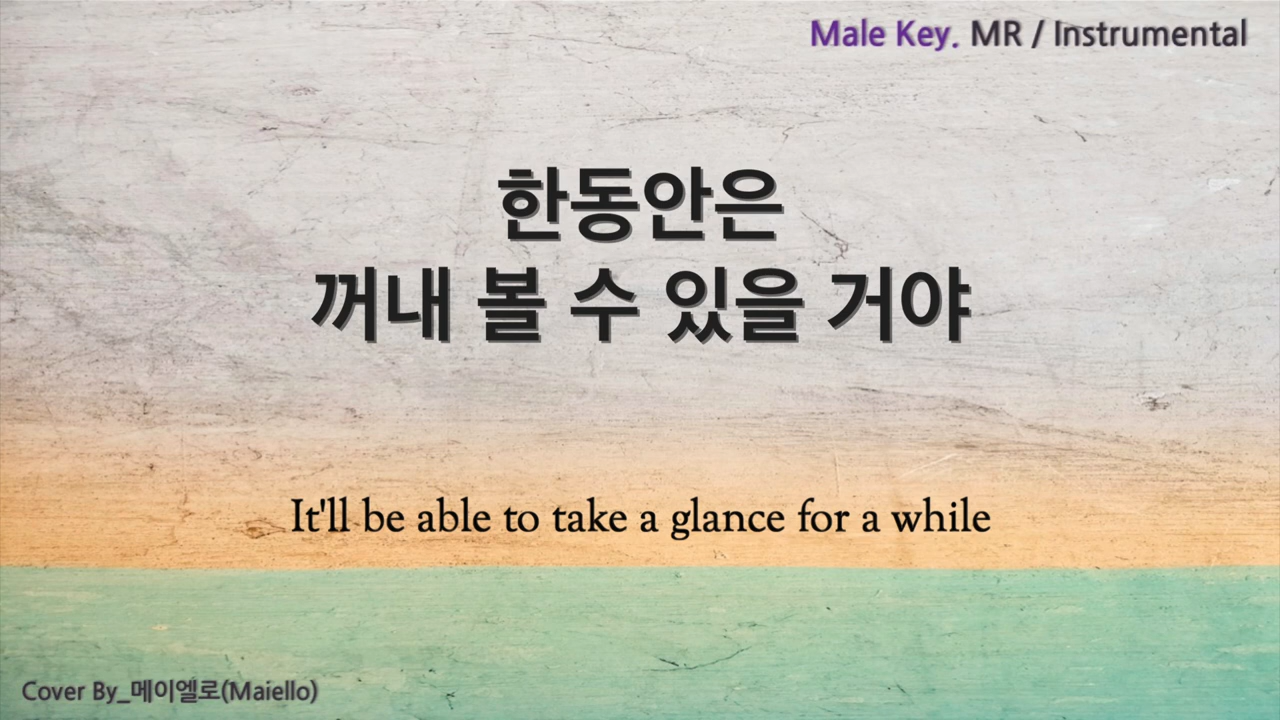 Male Key. MR / Instrumental
한동안은
꺼내 볼 수 있을 거야
It'll be able to take a glance for a while
Cover By_메이엘로(Maiello)